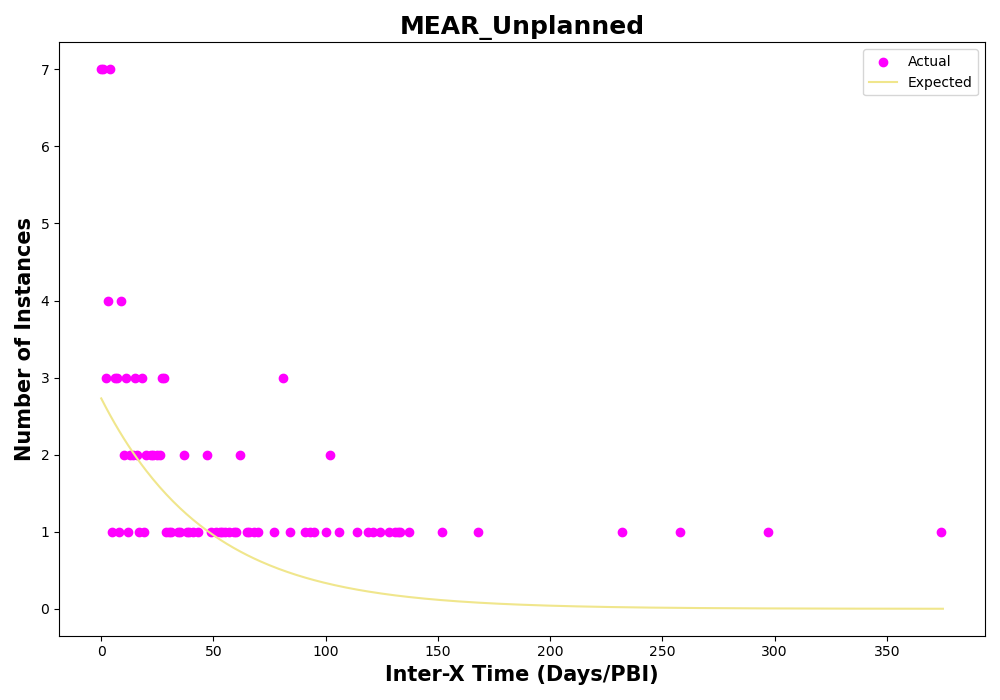 MEAR_Unplanned
Actual
Expected
Number of Instances
7
6
5
4
3
2
1
0
0 50 100 150 200 250 300 350
Inter-X Time (Days/PBI)